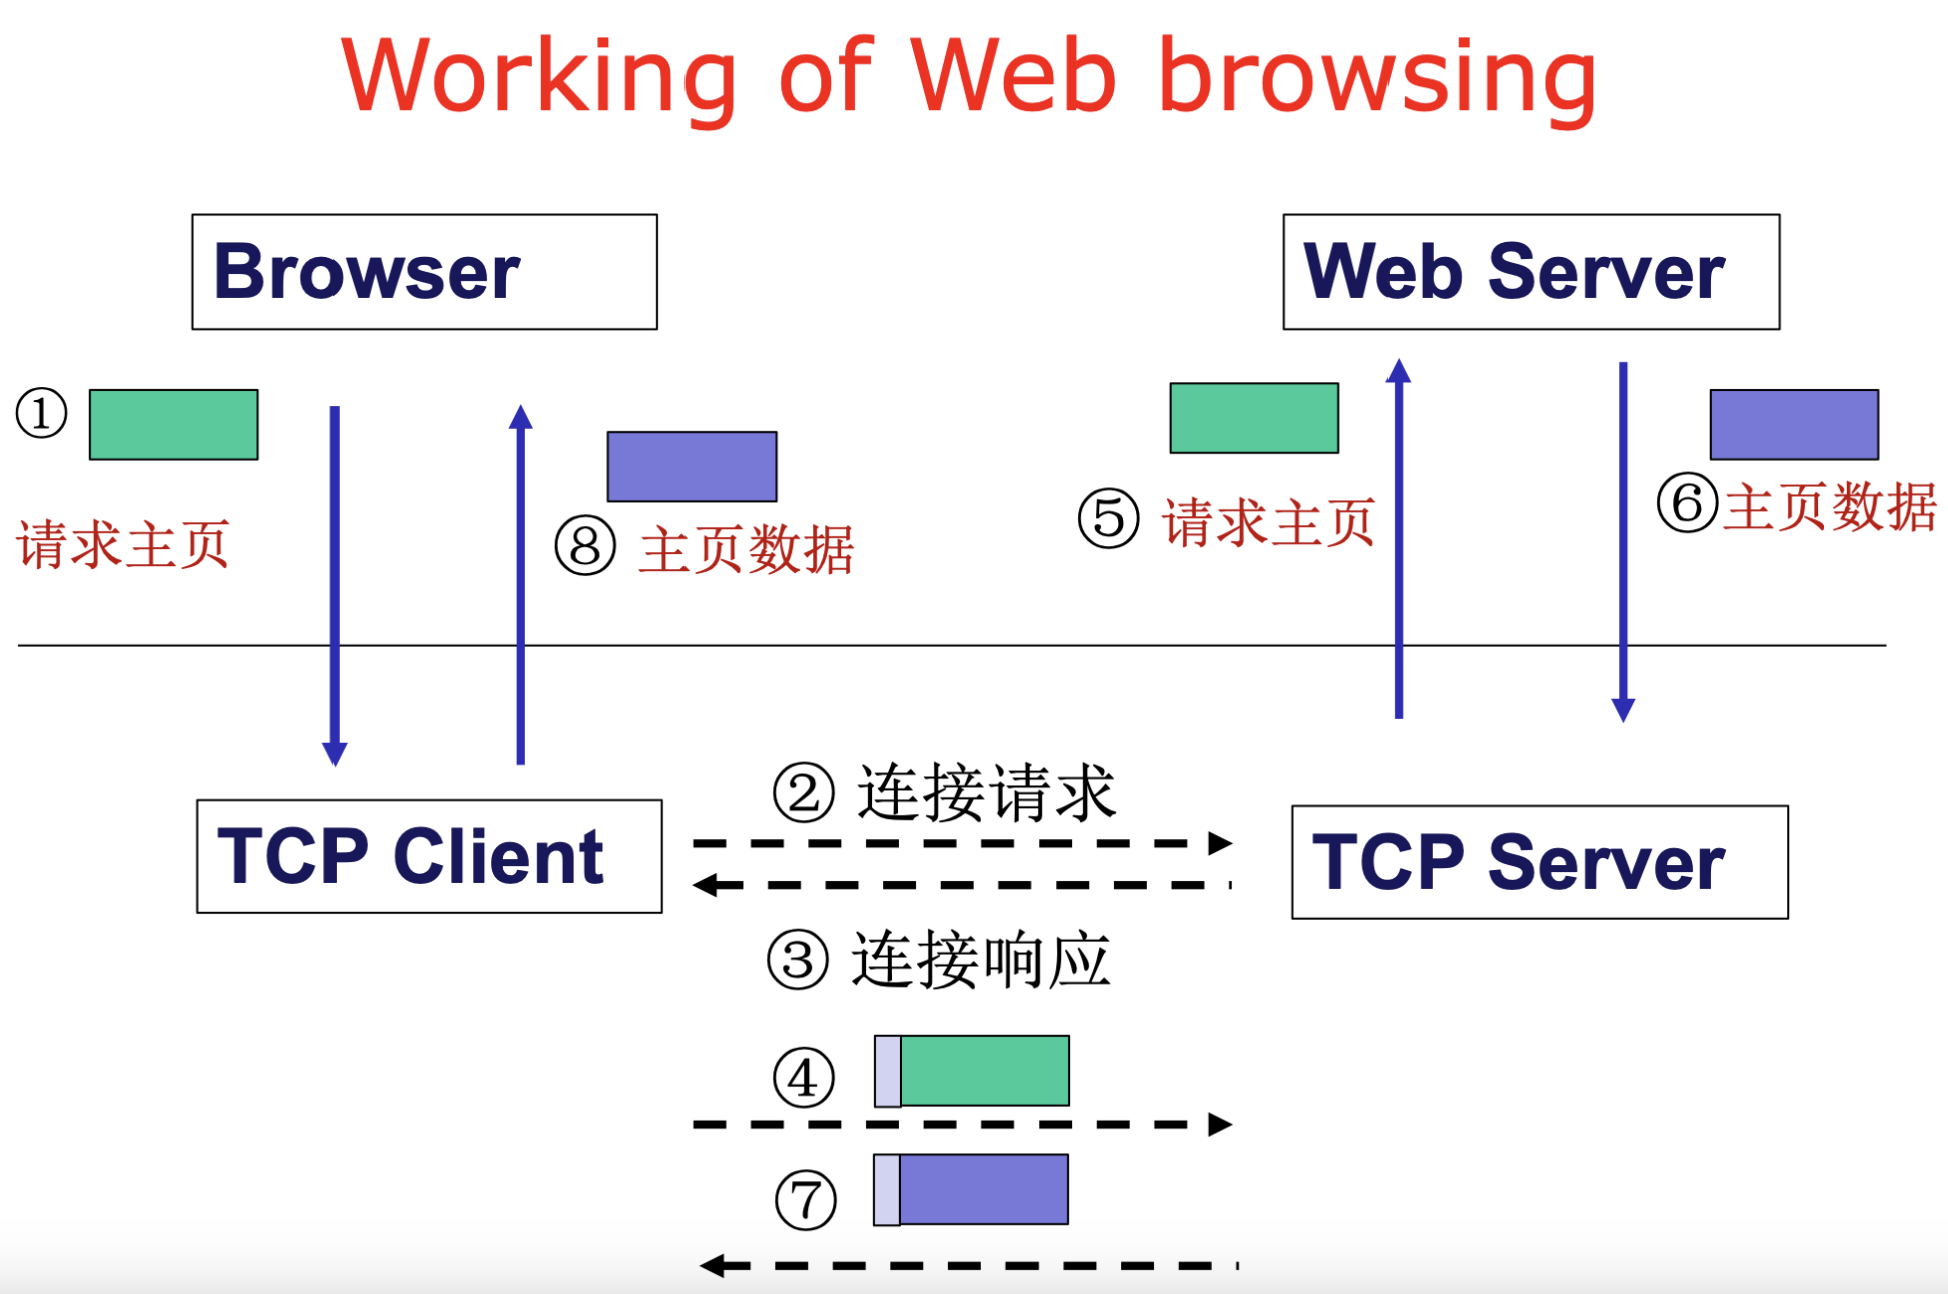 Working of Web browsing
Browser
Web Server
①
请求主页
⑧ 主页数据
⑤ 请求主页
⑥主页数据
② 连接请求
TCP Client
TCP Server
③ 连接响应
④
⑦